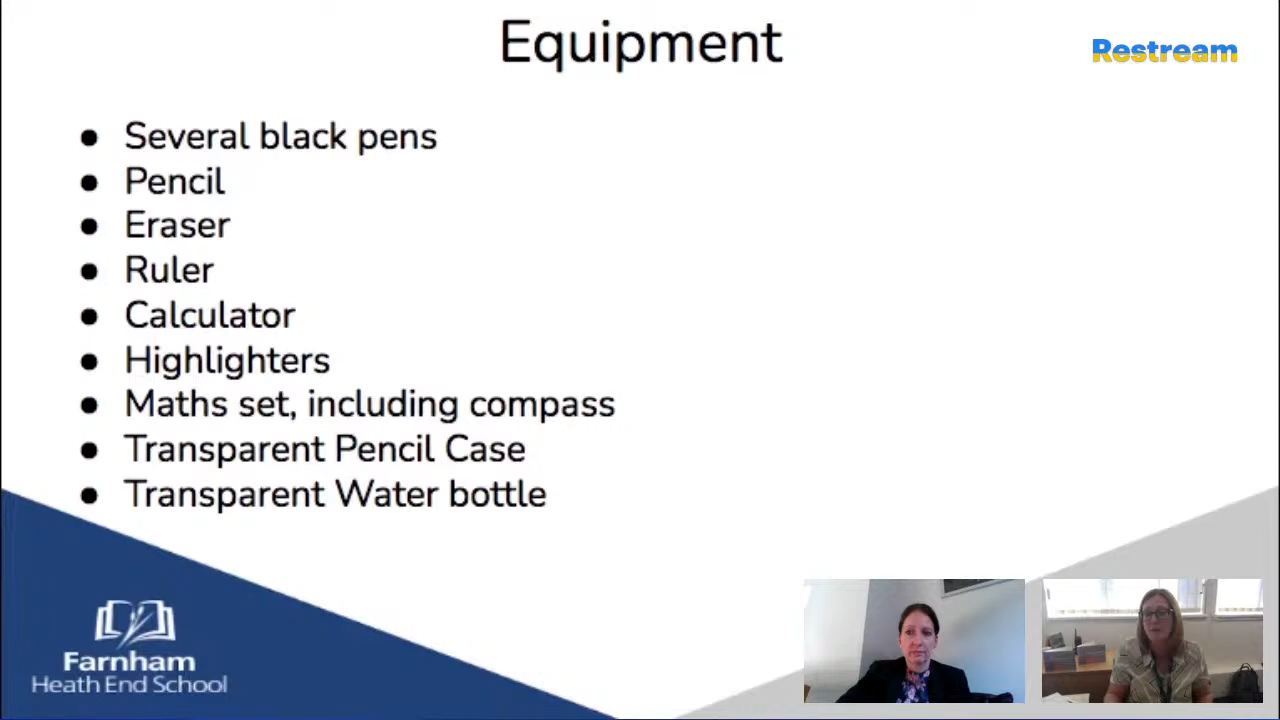 Equipment
Restream
● Several black pens
● Pencil
● Eraser
● Ruler
● Calculator
● Highlighters
● Maths set, including compass
● Transparent Pencil Case
● Transparent Water bottle
Farnham
Heath End School